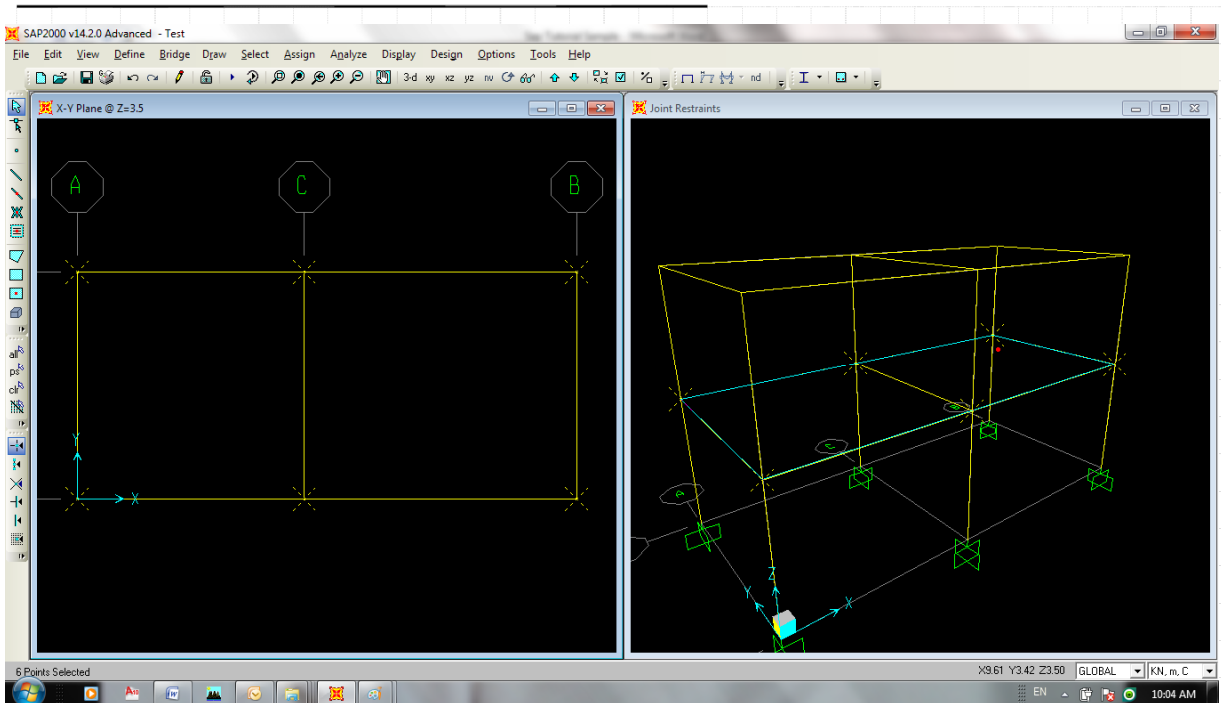 SAP2000 v14.2.0 Advanced - Test
File Edit View Define Bridge Draw Select Assign Analyze Display Design Options Tools Help
3-d xy xz yz nv nd
X-Y Plane @ Z=3.5
Joint Restraints
A C B
all
ps
clr
Y
X
A
Z
Y
X
6 Points Selected
X9.61 Y3.42 Z3.50 GLOBAL KN, m, C
EN 10:04 AM